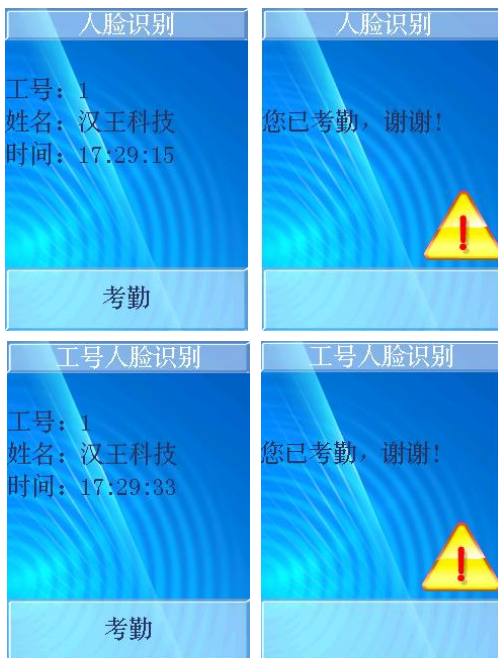 人脸识别
工号：1
姓名：汉王科技
时间：17:29:15
考勤
人脸识别
您已考勤，谢谢！
工号人脸识别
工号：1
姓名：汉王科技
时间：17:29:33
考勤
工号人脸识别
您已考勤，谢谢！